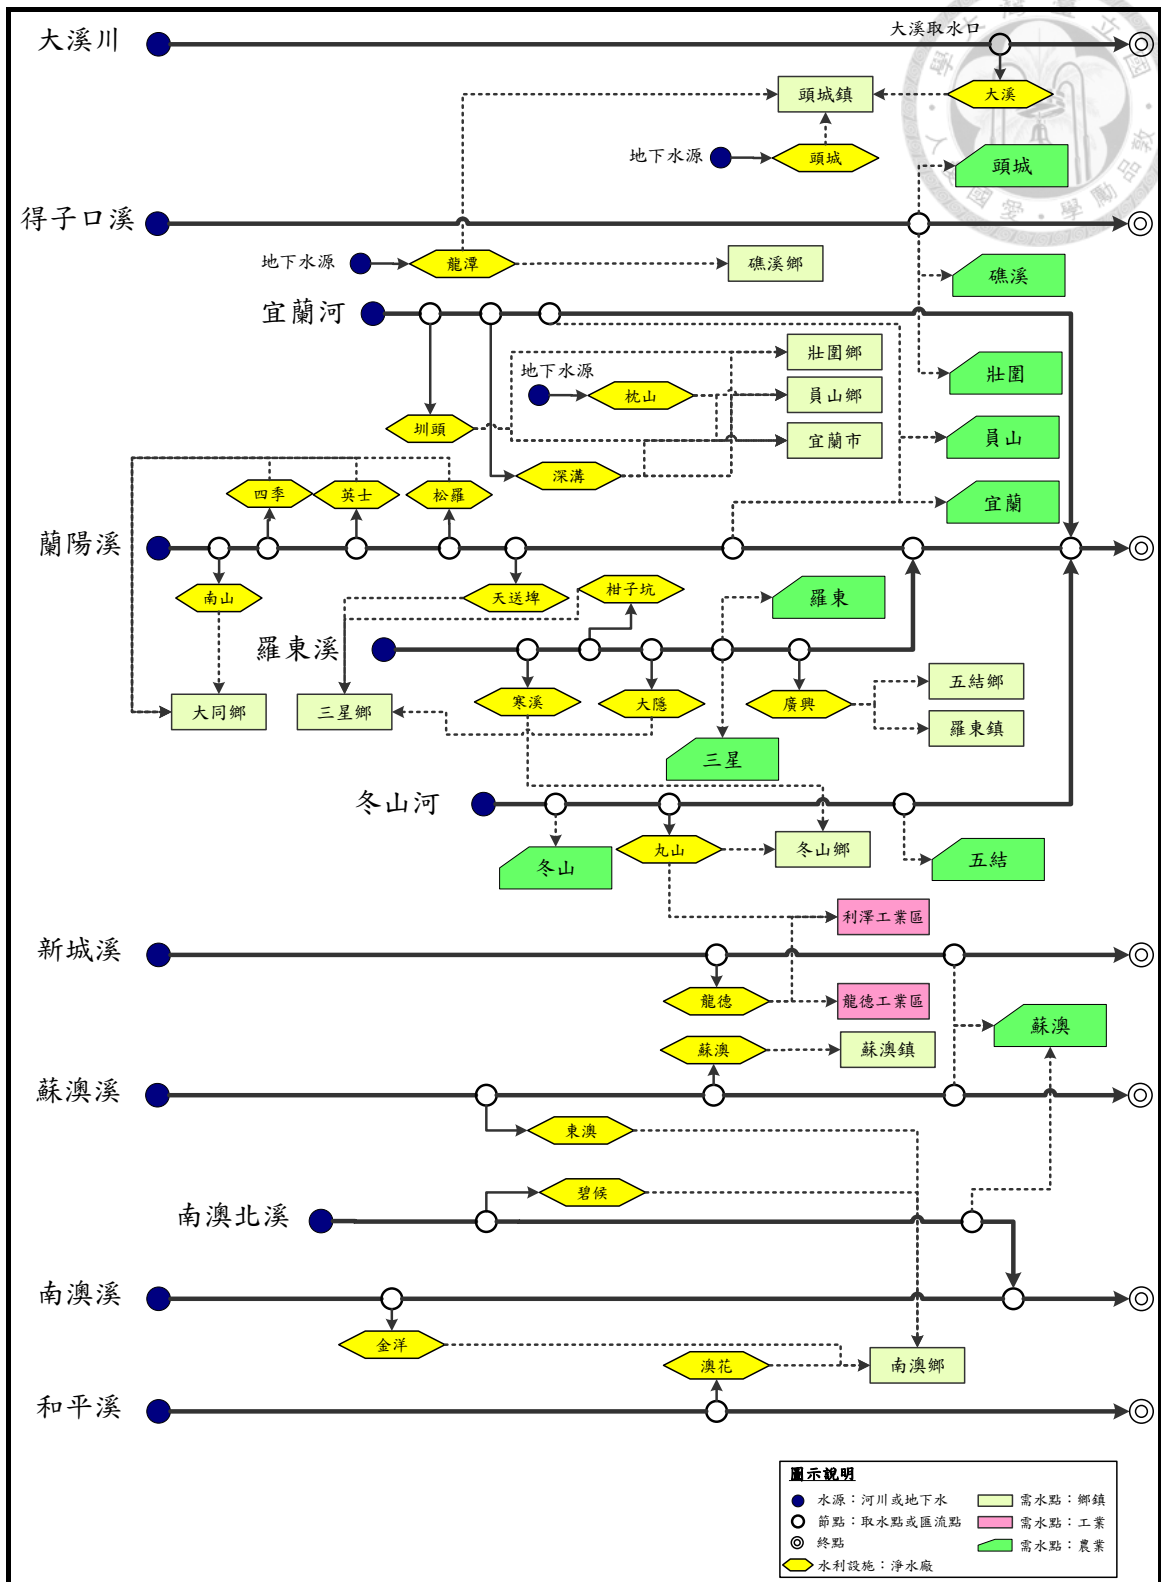 大溪川
大溪取水口
頭城鎮
大溪
地下水源
頭城
頭城
得子口溪
地下水源
龍潭
礁溪鄉
礁溪
宜蘭河
壯圍鄉
地下水源
枕山
員山鄉
壯圍
圳頭
宜蘭市
員山
深溝
四季
英士
松羅
宜蘭
蘭陽溪
南山
天送埤
柑子坑
羅東
羅東溪
大同鄉
三星鄉
寒溪
大隱
廣興
五結鄉
羅東鎮
三星
冬山河
丸山
冬山鄉
冬山
五結
利澤工業區
新城溪
龍德
龍德工業區
蘇澳
蘇澳
蘇澳鎮
蘇澳溪
東澳
碧候
南澳北溪
南澳溪
金洋
澳花
南澳鄉
和平溪
圖示說明
水源：河川或地下水
需水點：鄉鎮
節點：取水點或匯流點
需水點：工業
終點
需水點：農業
水利設施：淨水廠